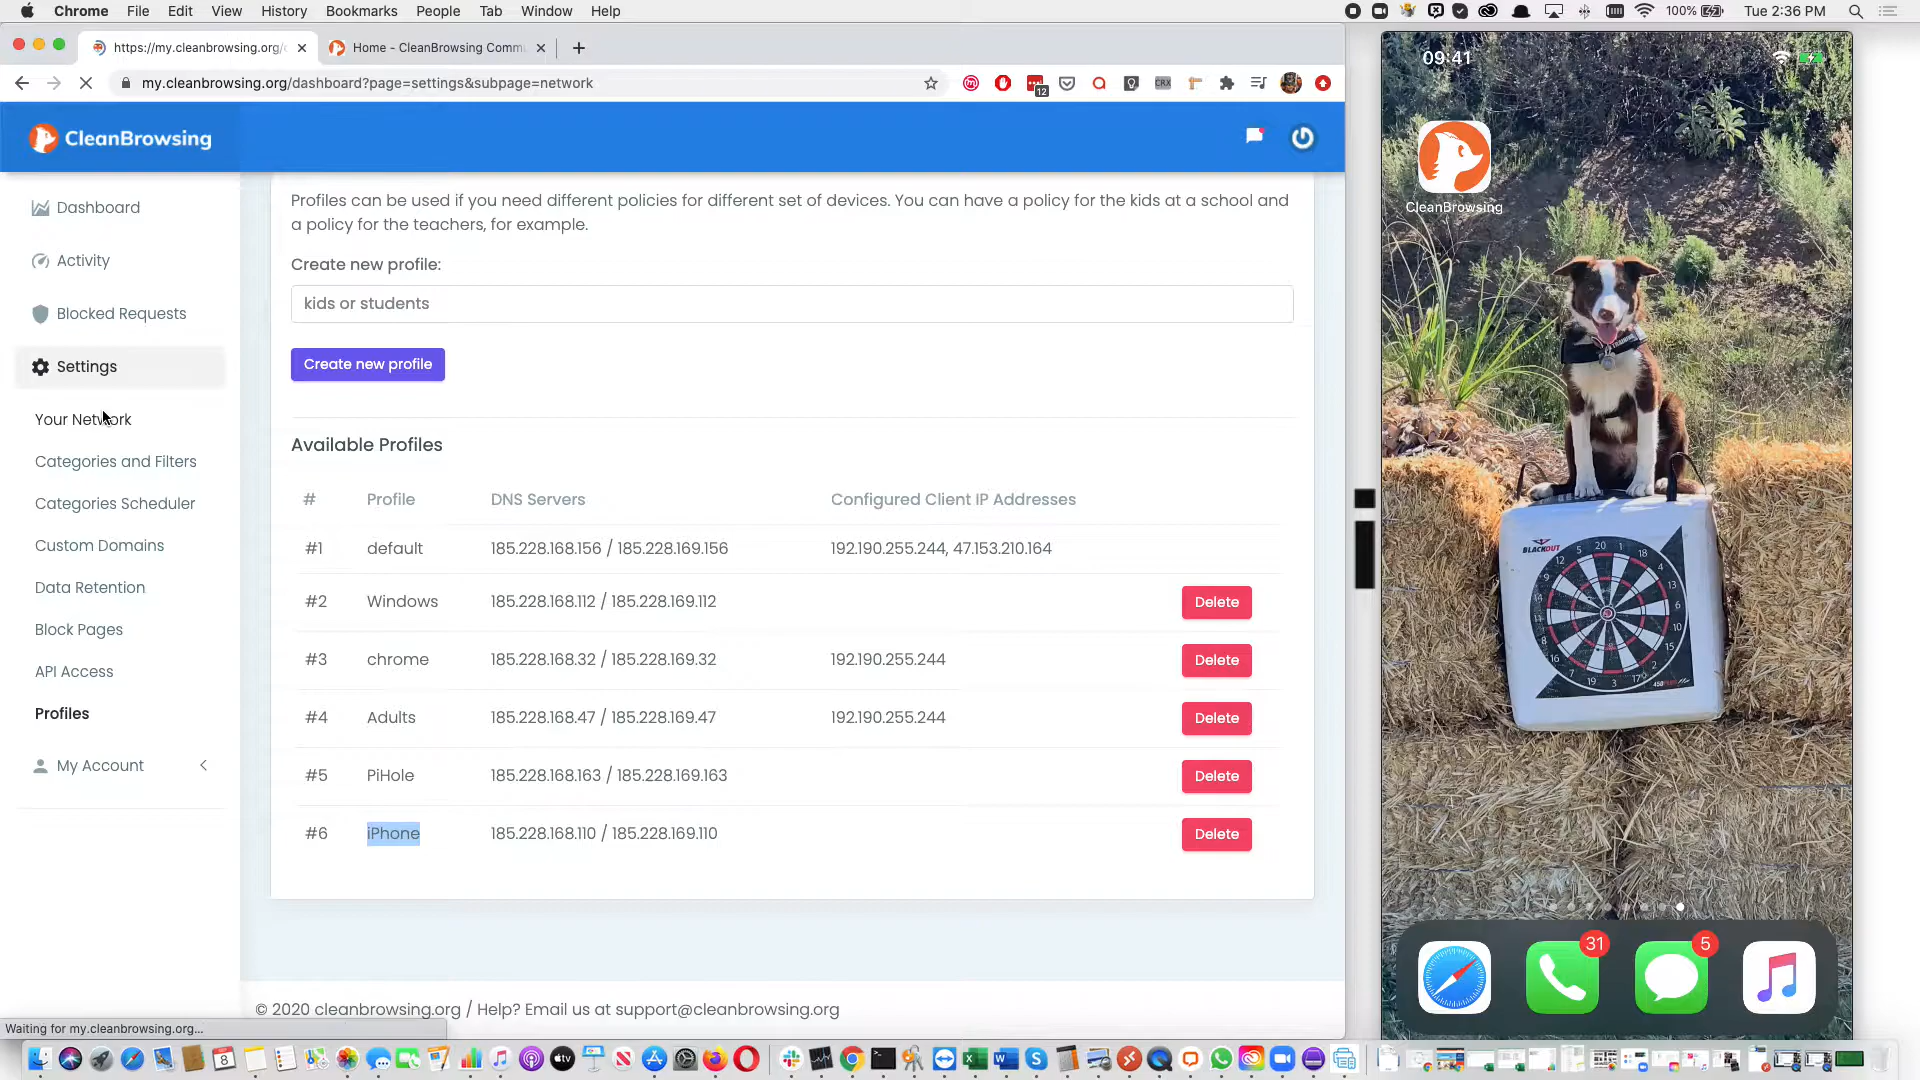 Chrome File Edit View History Bookmarks People Tab Window Help 100% Tue 2:36 PM
https://my.cleanbrowsing.org/ Home - CleanBrowsing Comm
my.cleanbrowsing.org/dashboard?page=settings&subpage=network
12
CleanBrowsing
Dashboard
Activity
Blocked Requests
Settings
Your Network
Categories and Filters
Categories Scheduler
Custom Domains
Data Retention
Block Pages
API Access
Profiles
My Account
Profiles can be used if you need different policies for different set of devices. You can have a policy for the kids at a school and
a policy for the teachers, for example.
Create new profile:
kids or students
Create new profile
Available Profiles
# Profile DNS Servers Configured Client IP Addresses
#1 default 185.228.168.156 / 185.228.169.156 192.190.255.244, 47.153.210.164
#2 Windows 185.228.168.112 / 185.228.169.112 Delete
#3 chrome 185.228.168.32 / 185.228.169.32 192.190.255.244 Delete
#4 Adults 185.228.168.47 / 185.228.169.47 192.190.255.244 Delete
#5 PiHole 185.228.168.163 / 185.228.169.163 Delete
#6 iPhone 185.228.168.110 / 185.228.169.110 Delete
© 2020 cleanbrowsing.org / Help? Email us at support@cleanbrowsing.org
Waiting for my.cleanbrowsing.org...
09:41
CleanBrowsing
BLACKOUT
31
5